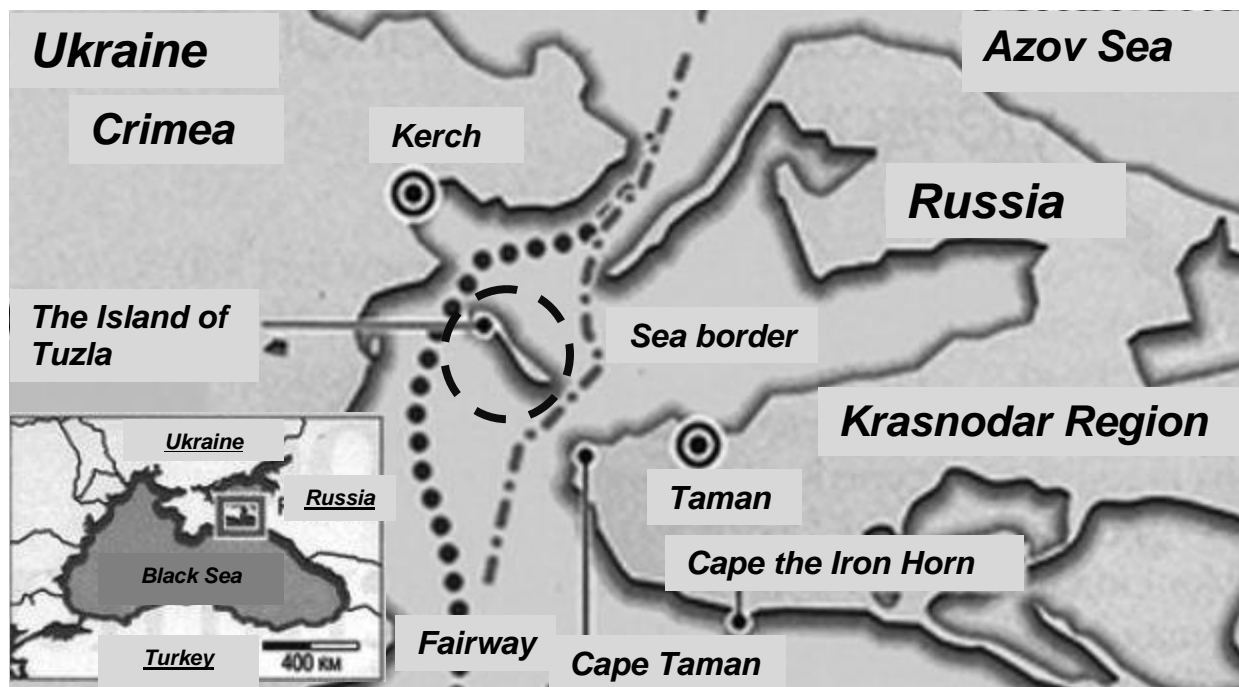 Ukraine
Azov Sea
Crimea
Kerch
Russia
The Island of
Tuzla
Sea border
Krasnodar Region
Ukraine
Russia
Taman
Black Sea
Cape the Iron Horn
Fairway
Cape Taman
Turkey
400 КМ